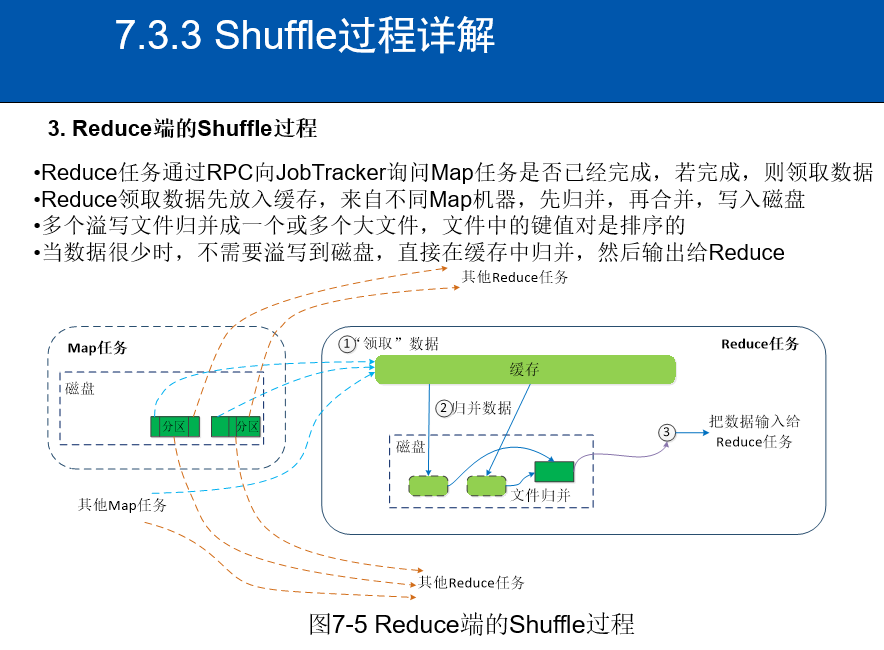 7.3.3 Shuffle过程详解
3. Reduce端的Shuffle过程
•Reduce任务通过RPC向JobTracker询问Map任务是否已经完成，若完成，则领取数据
•Reduce领取数据先放入缓存，来自不同Map机器，先归并，再合并，写入磁盘
•多个溢写文件归并成一个或多个大文件，文件中的键值对是排序的
•当数据很少时，不需要溢写到磁盘，直接在缓存中归并，然后输出给Reduce
其他Reduce任务
Map任务
磁盘
分区
分区
其他Map任务
Reduce任务
①“领取”数据
缓存
②归并数据
磁盘
文件归并
③
把数据输入给
Reduce任务
其他Reduce任务
图7-5 Reduce端的Shuffle过程